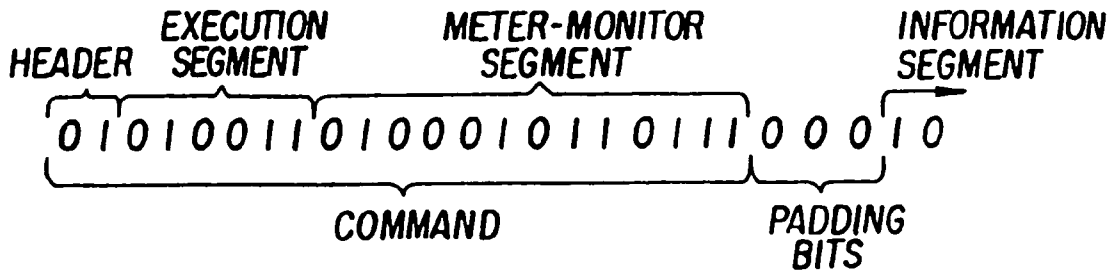 HEADER
EXECUTION
SEGMENT
METER-MONITOR
SEGMENT
INFORMATION
SEGMENT
0 1 0 1 0 0 1 1 0 1 0 0 0 1 0 1 1 0 1 1 1 0 0 0 1 0
COMMAND
PADDING
BITS